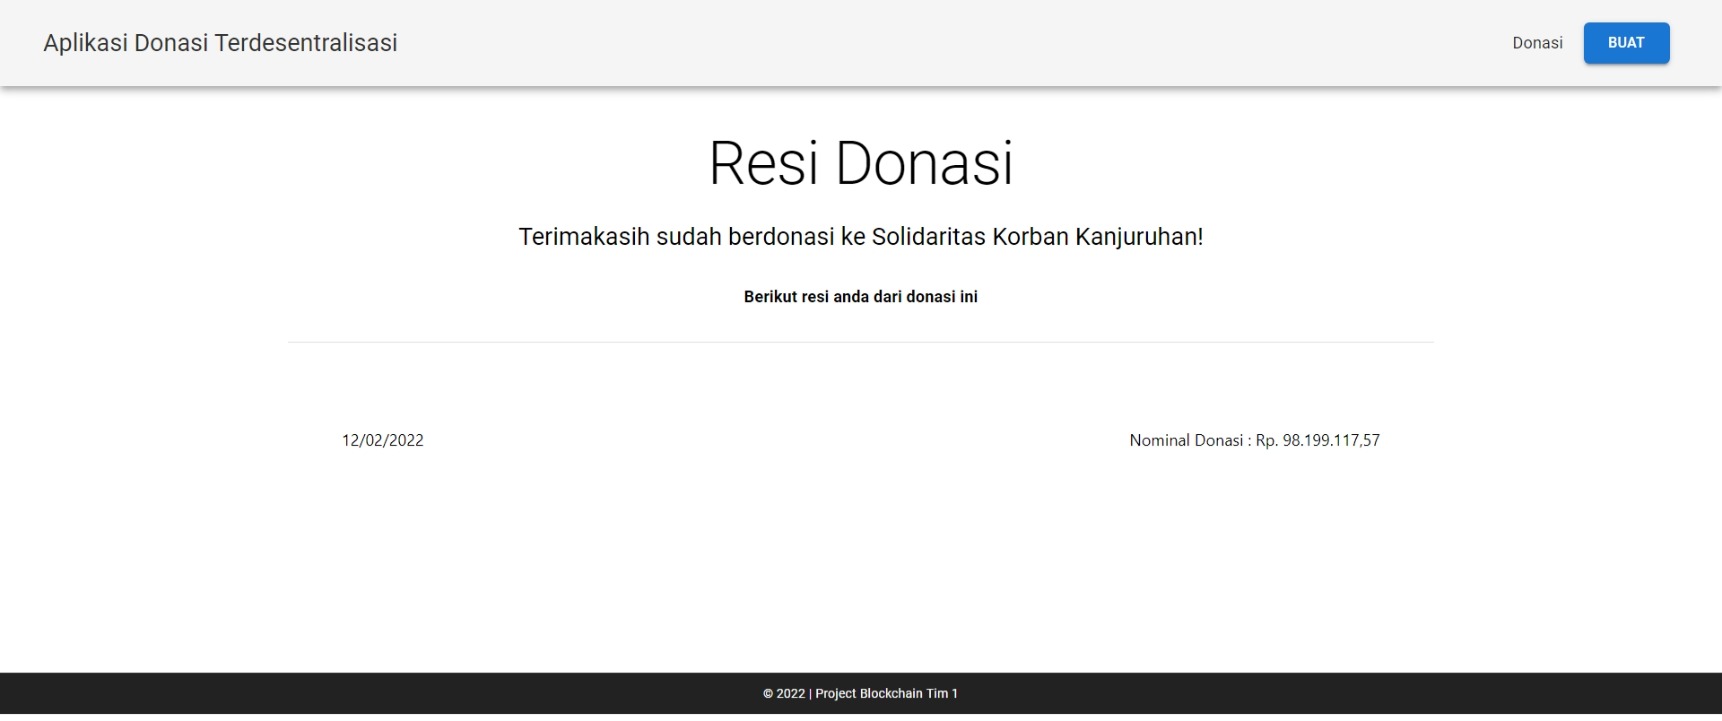 Aplikasi Donasi Terdesentralisasi
Donasi
BUAT
Resi Donasi
Terimakasih sudah berdonasi ke Solidaritas Korban Kanjuruhan!
Berikut resi anda dari donasi ini
12/02/2022
Nominal Donasi : Rp. 98.199.117,57
© 2022 | Project Blockchain Tim 1